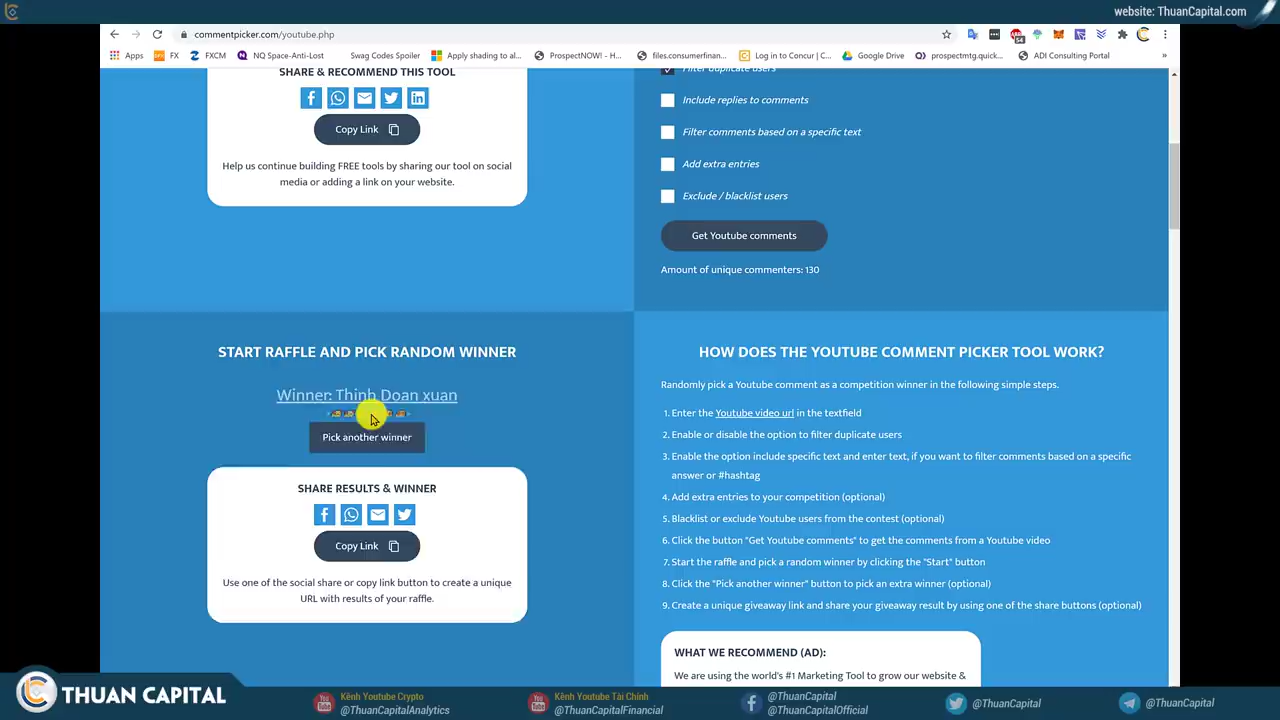 website: ThuanCapital.com
commentpicker.com/youtube.php
Apps
FX
FXCM
NQ Space-Anti-Lost
Swag Codes Spoiler
Apply shading to al...
ProspectNOW! - H...
files.consumerfinan...
Log in to Concur | C...
Google Drive
prospectmtg.quick...
ADI Consulting Portal
»
SHARE & RECOMMEND THIS TOOL
Copy Link
Help us continue building FREE tools by sharing our tool on social
media or adding a link on your website.
Filter duplicate users
Include replies to comments
Filter comments based on a specific text
Add extra entries
Exclude / blacklist users
Get Youtube comments
Amount of unique commenters: 130
START RAFFLE AND PICK RANDOM WINNER
Winner: Thinh Doan xuan
Pick another winner
SHARE RESULTS & WINNER
Copy Link
Use one of the social share or copy link button to create a unique
URL with results of your raffle.
HOW DOES THE YOUTUBE COMMENT PICKER TOOL WORK?
Randomly pick a Youtube comment as a competition winner in the following simple steps.
1. Enter the Youtube video url in the textfield
2. Enable or disable the option to filter duplicate users
3. Enable the option include specific text and enter text, if you want to filter comments based on a specific
answer or #hashtag
4. Add extra entries to your competition (optional)
5. Blacklist or exclude Youtube users from the contest (optional)
6. Click the button "Get Youtube comments" to get the comments from a Youtube video
7. Start the raffle and pick a random winner by clicking the "Start" button
8. Click the "Pick another winner" button to pick an extra winner (optional)
9. Create a unique giveaway link and share your giveaway result by using one of the share buttons (optional)
WHAT WE RECOMMEND (AD):
We are using the world's #1 Marketing Tool to grow our website &
THUAN CAPITAL
Kênh Youtube Crypto
@ThuanCapitalAnalytics
Kênh Youtube Tài Chính
@ThuanCapitalFinancial
@ThuanCapital
@ThuanCapitalOfficial
@ThuanCapital
@ThuanCapital